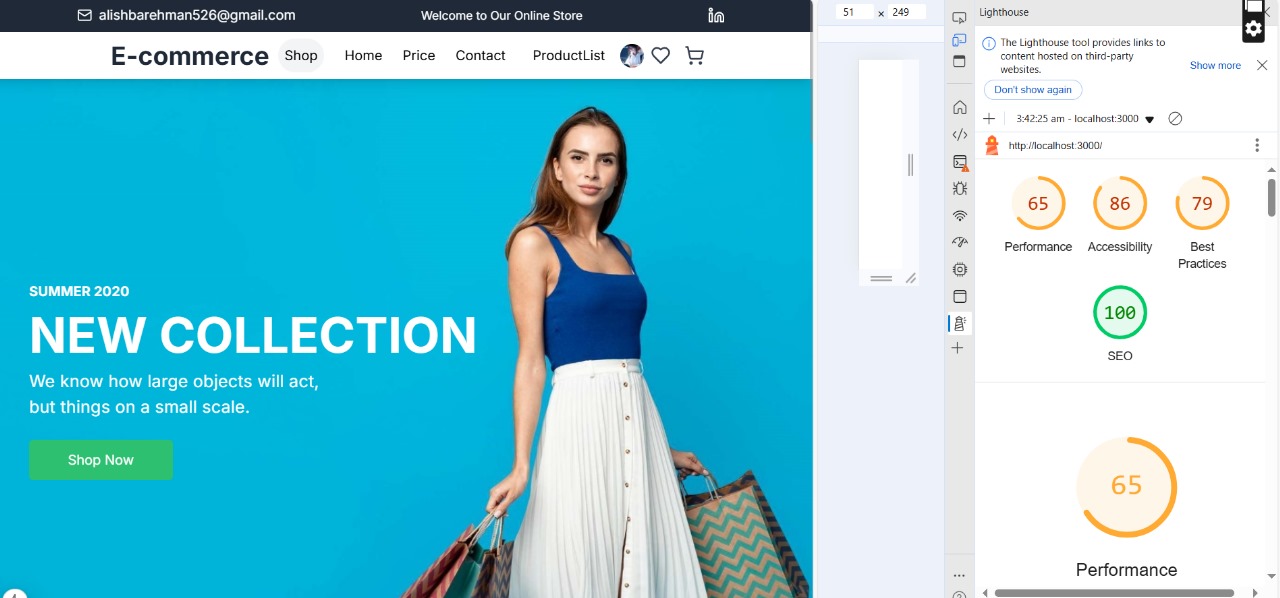 alishbarehman526@gmail.com
Welcome to Our Online Store
E-commerce
Shop
Home
Price
Contact
ProductList
SUMMER 2020
NEW COLLECTION
We know how large objects will act,
but things on a small scale.
Shop Now
51 x 249
Lighthouse
The Lighthouse tool provides links to
content hosted on third-party
websites.
Show more
Don't show again
3:42:25 am - localhost:3000
http://localhost:3000/
65
86
79
Performance
Accessibility
Best
Practices
100
SEO
65
Performance